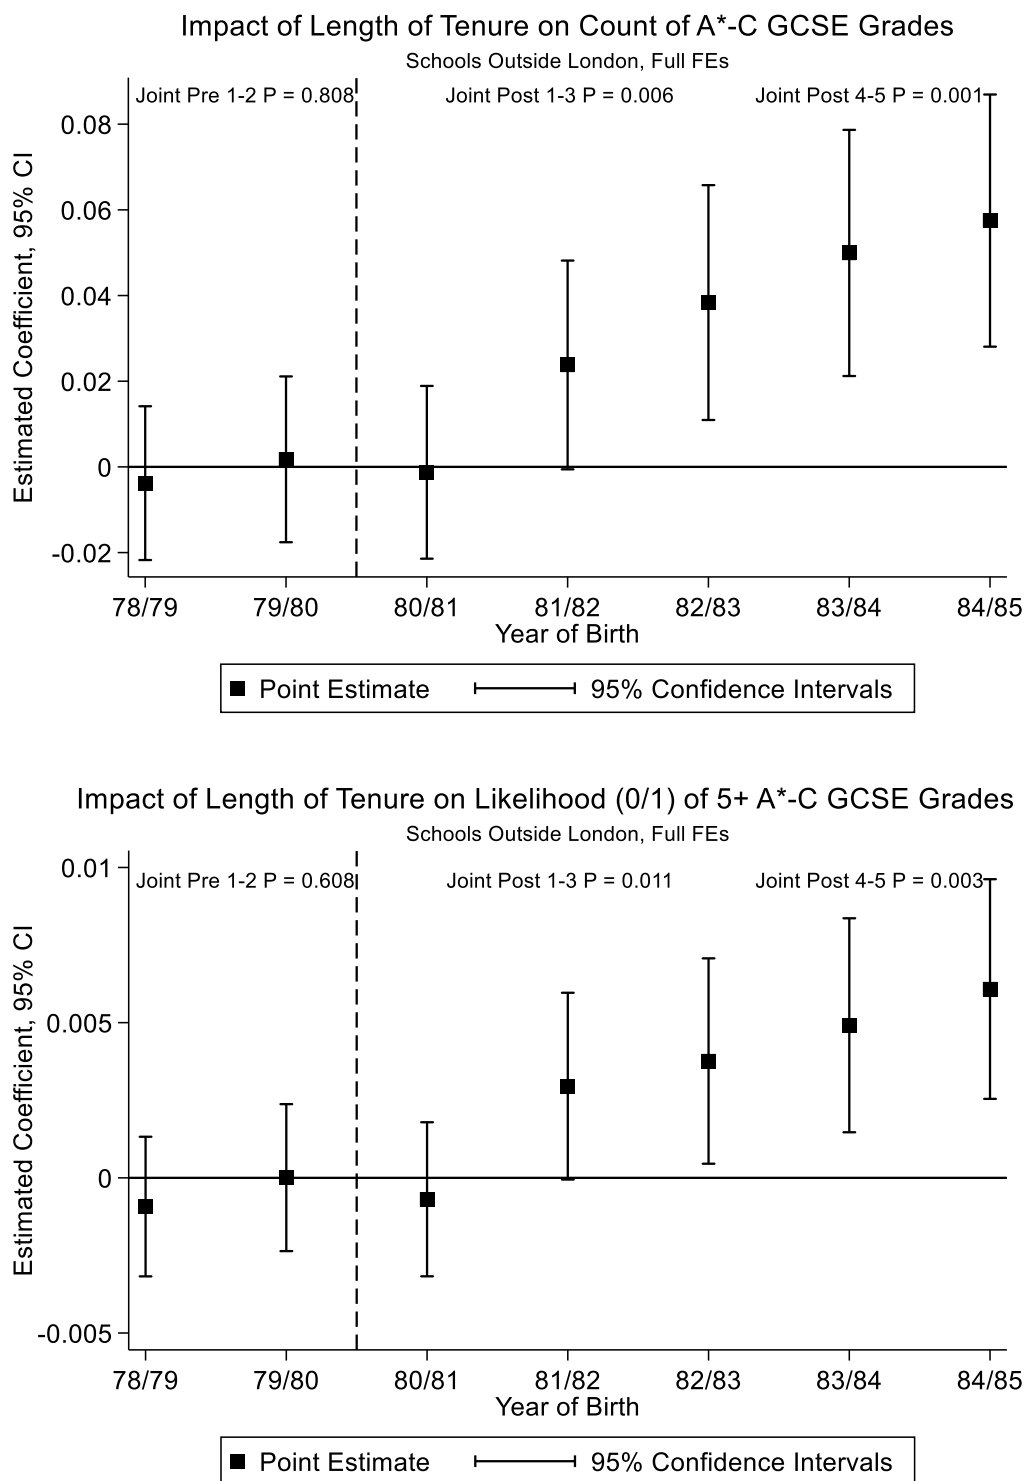 Impact of Length of Tenure on Count of A*-C GCSE Grades
Schools Outside London, Full FEs
Joint Pre 1-2 P = 0.808 Joint Post 1-3 P = 0.006 Joint Post 4-5 P = 0.001
Estimated Coefficient, 95% CI
0.08
0.06
0.04
0.02
0
-0.02
78/79 79/80 80/81 81/82 82/83 83/84 84/85
Year of Birth
Point Estimate 95% Confidence Intervals
Impact of Length of Tenure on Likelihood (0/1) of 5+ A*-C GCSE Grades
Schools Outside London, Full FEs
Joint Pre 1-2 P = 0.608 Joint Post 1-3 P = 0.011 Joint Post 4-5 P = 0.003
Estimated Coefficient, 95% CI
0.01
0.005
0
-0.005
78/79 79/80 80/81 81/82 82/83 83/84 84/85
Year of Birth
Point Estimate 95% Confidence Intervals